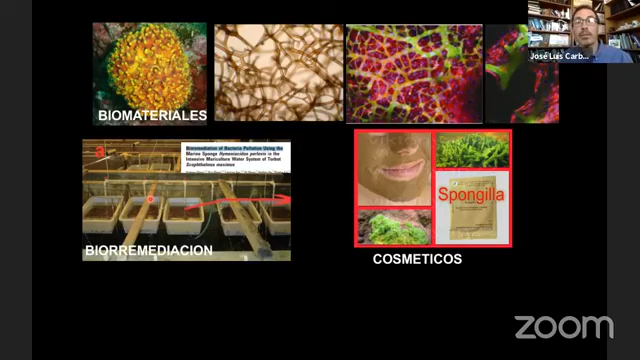 José Luis Carb...
BIOMATERIALES
Bioremediation of Bacteria Pollution Using the
Marine Sponge Hymeniacidon perlevis in the
Intensive Mariculture Water System of Turbot
Scophthalmus maximus
a
BIORREMEDIACION
Spongilla
COSMETICOS
zoom